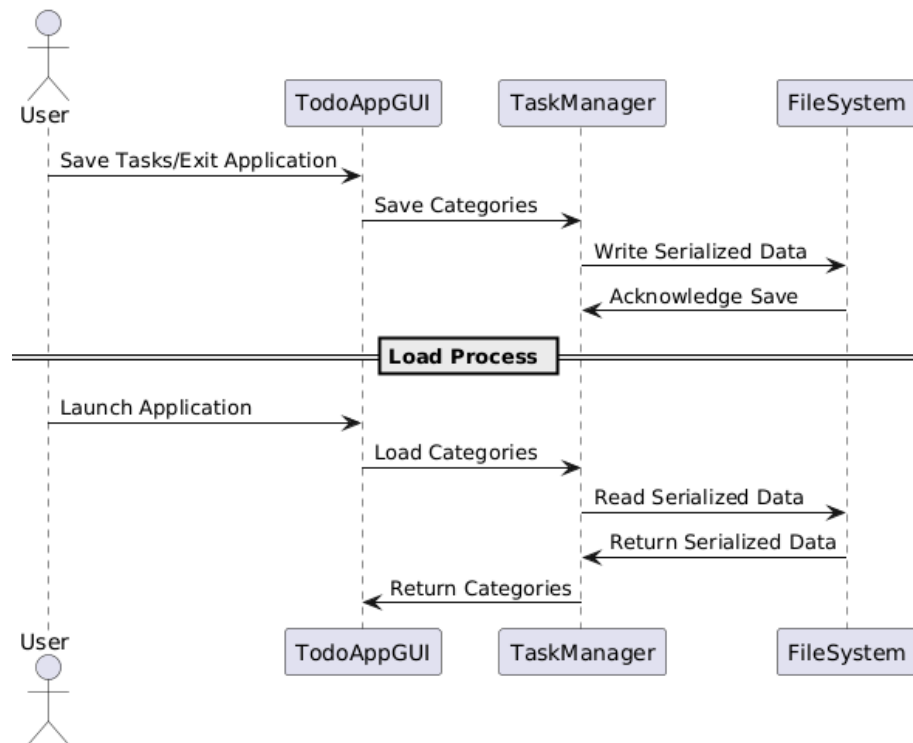 User
TodoAppGUI
TaskManager
FileSystem
Save Tasks/Exit Application
Save Categories
Write Serialized Data
Acknowledge Save
Load Process
Launch Application
Load Categories
Read Serialized Data
Return Serialized Data
Return Categories
User
TodoAppGUI
TaskManager
FileSystem